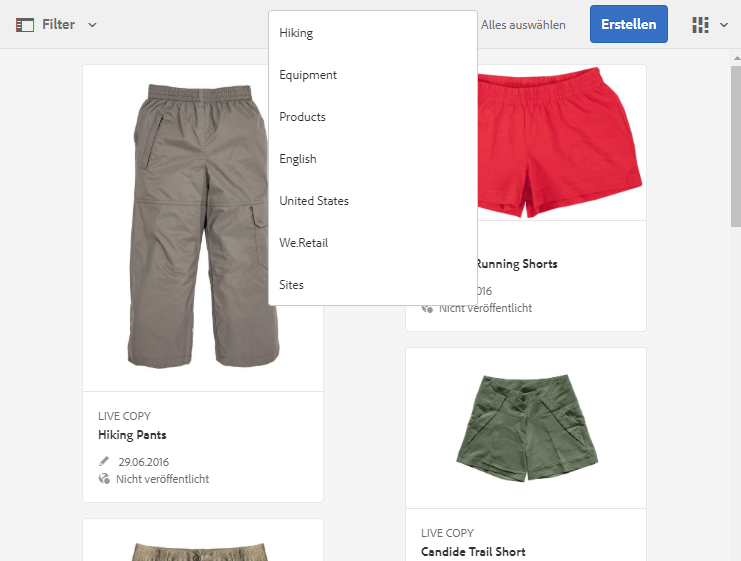 Filter
Alles auswählen
Erstellen
Hiking
Equipment
Products
English
United States
We.Retail
Sites
LIVE COPY
Hiking Pants
29.06.2016
Nicht veröffentlicht
Running Shorts
2016
Nicht veröffentlicht
LIVE COPY
Candide Trail Short